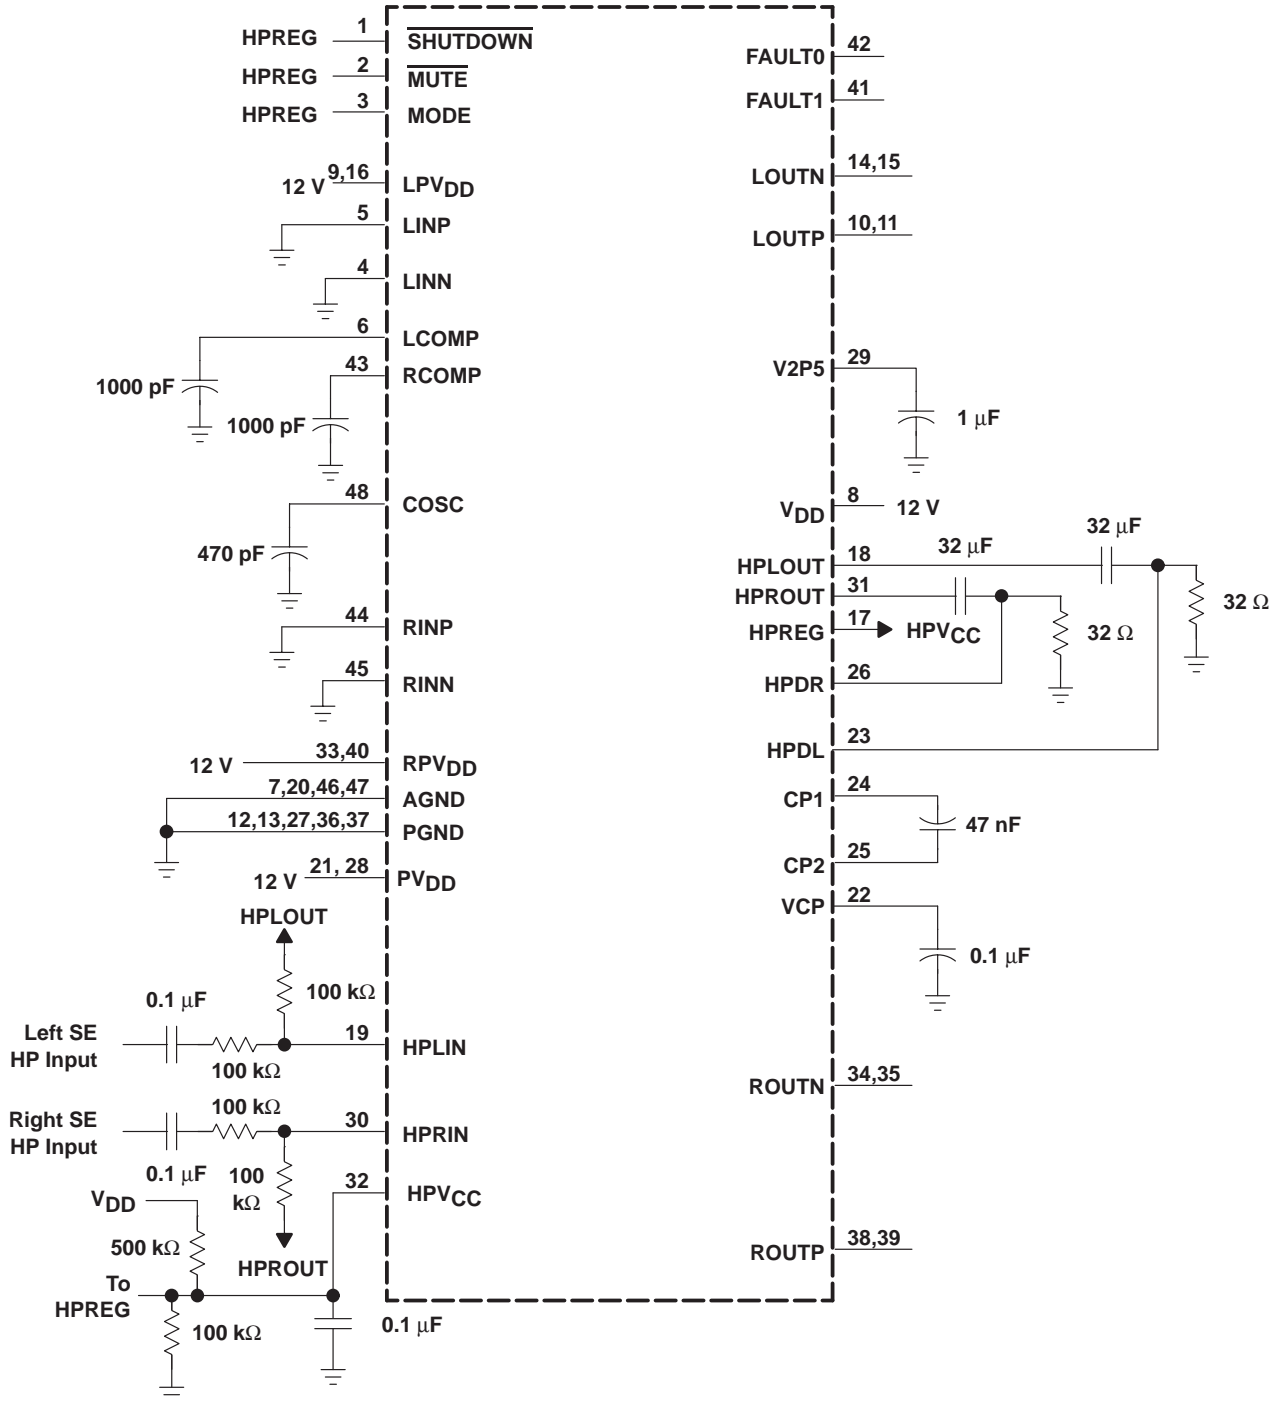 HPREG 1 SHUTDOWN
HPREG 2 MUTE
HPREG 3 MODE
12 V 9,16 LPVDD
5 LINP
4 LINN
6 LCOMP
1000 pF
43 RCOMP
1000 pF
48 COSC
470 pF
44 RINP
45 RINN
12 V 33,40 RPVDD
7,20,46,47 AGND
12,13,27,36,37 PGND
12 V 21, 28 PVDD
HPLOUT
100 kΩ
0.1 μF
Left SE
HP Input
100 kΩ
19 HPLIN
100 kΩ
Right SE
HP Input
30 HPRIN
0.1 μF
100
kΩ
HPROUT
32 HPVCC
VDD
500 kΩ
To
HPREG
100 kΩ
0.1 μF
FAULT0 42
FAULT1 41
LOUTN 14,15
LOUTP 10,11
V2P5 29
1 μF
VDD 8 12 V
HPLOUT 18
32 μF
32 Ω
HPROUT 31
32 μF
32 Ω
HPREG 17 HPVCC
HPDR 26
HPDL 23
CP1 24
47 nF
CP2 25
VCP 22
0.1 μF
ROUTN 34,35
ROUTP 38,39